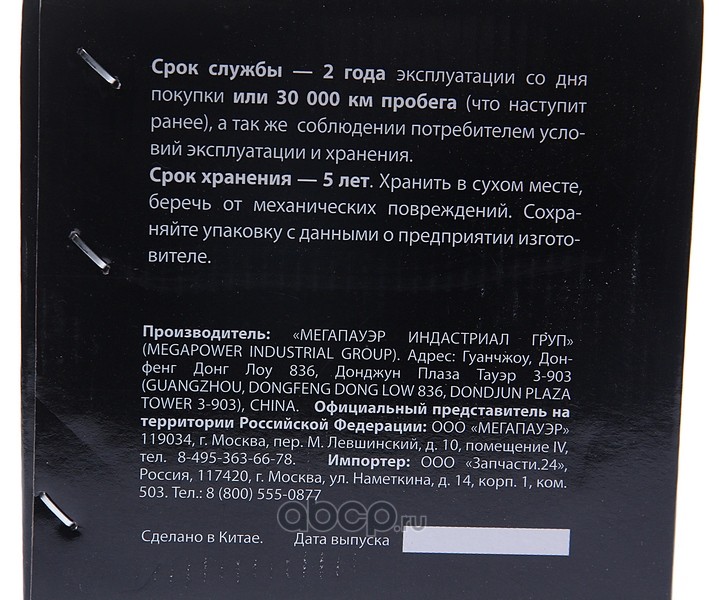 Срок службы — 2 года эксплуатации со дня
покупки или 30 000 км пробега (что наступит
ранее), а так же соблюдении потребителем усло-
вий эксплуатации и хранения.
Срок хранения — 5 лет. Хранить в сухом месте,
беречь от механических повреждений. Сохра-
няйте упаковку с данными о предприятии изгото-
вителе.
Производитель: «МЕГАПАУЭР ИНДАСТРИАЛ ГРУП»
(MEGAPOWER INDUSTRIAL GROUP). Адрес: Гуанчжоу, Дон-
фенг Донг Лоу 836, Донджун Плаза Тауэр 3-903
(GUANGZHOU, DONGFENG DONG LOW 836, DONDJUN PLAZA
TOWER 3-903), CHINA. Официальный представитель на
территории Российской Федерации: ООО «МЕГАПАУЭР»
119034, г. Москва, пер. М. Левшинский, д. 10, помещение IV,
тел. 8-495-363-66-78. Импортер: ООО «Запчасти.24»,
Россия, 117420, г. Москва, ул. Наметкина, д. 14, корп. 1, ком.
503. Тел.: 8 (800) 555-0877
abcp.ru
Сделано в Китае. Дата выпуска